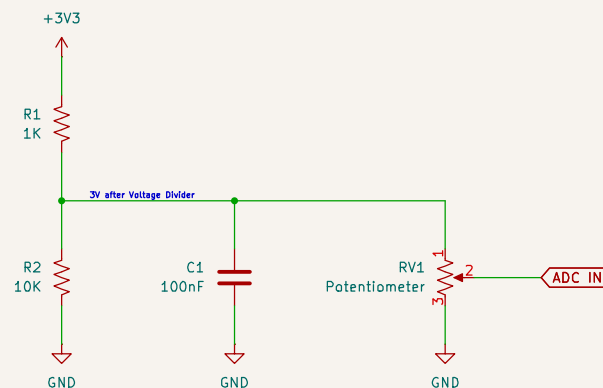 +3V3
R1
1K
3V after Voltage Divider
R2
10K
C1
100nF
RV1
Potentiometer
1
2
3
ADC IN
GND
GND
GND